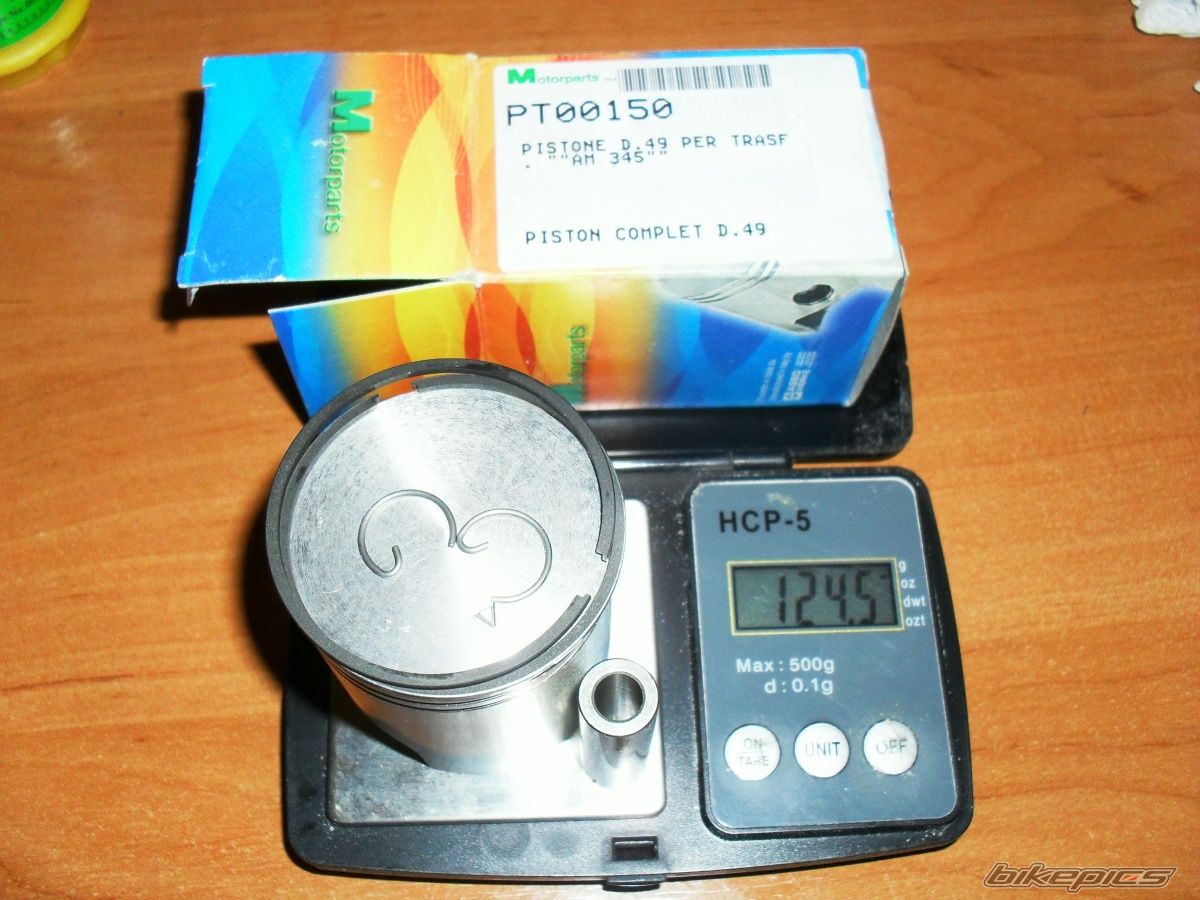 Motorparts
PT00150
PISTONE D.49 PER TRASF
. ""AM 345""
PISTON COMPLET D.49
Motorparts
Motorparts
HCP-5
124.5
g
oz
dwt
ozt
Max : 500g
d : 0.1g
ON
TARE
UNIT
OFF
bikepics